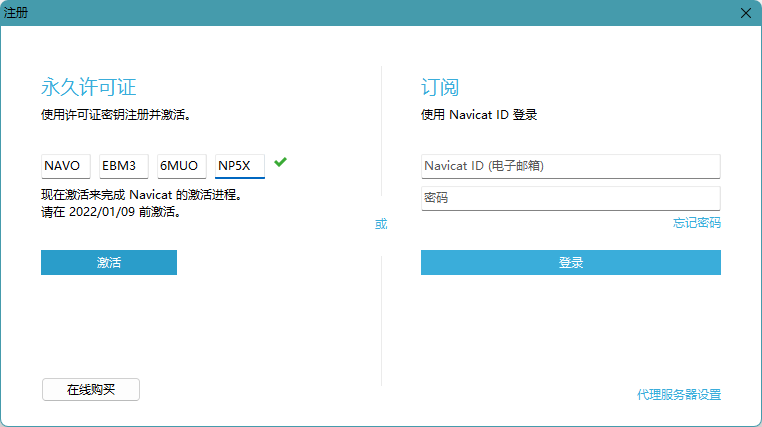 注册
永久许可证
使用许可证密钥注册并激活。
NAVO EBM3 6MUO NP5X
现在激活来完成 Navicat 的激活进程。
请在 2022/01/09 前激活。
激活
在线购买
或
订阅
使用 Navicat ID 登录
Navicat ID (电子邮箱)
密码
忘记密码
登录
代理服务器设置